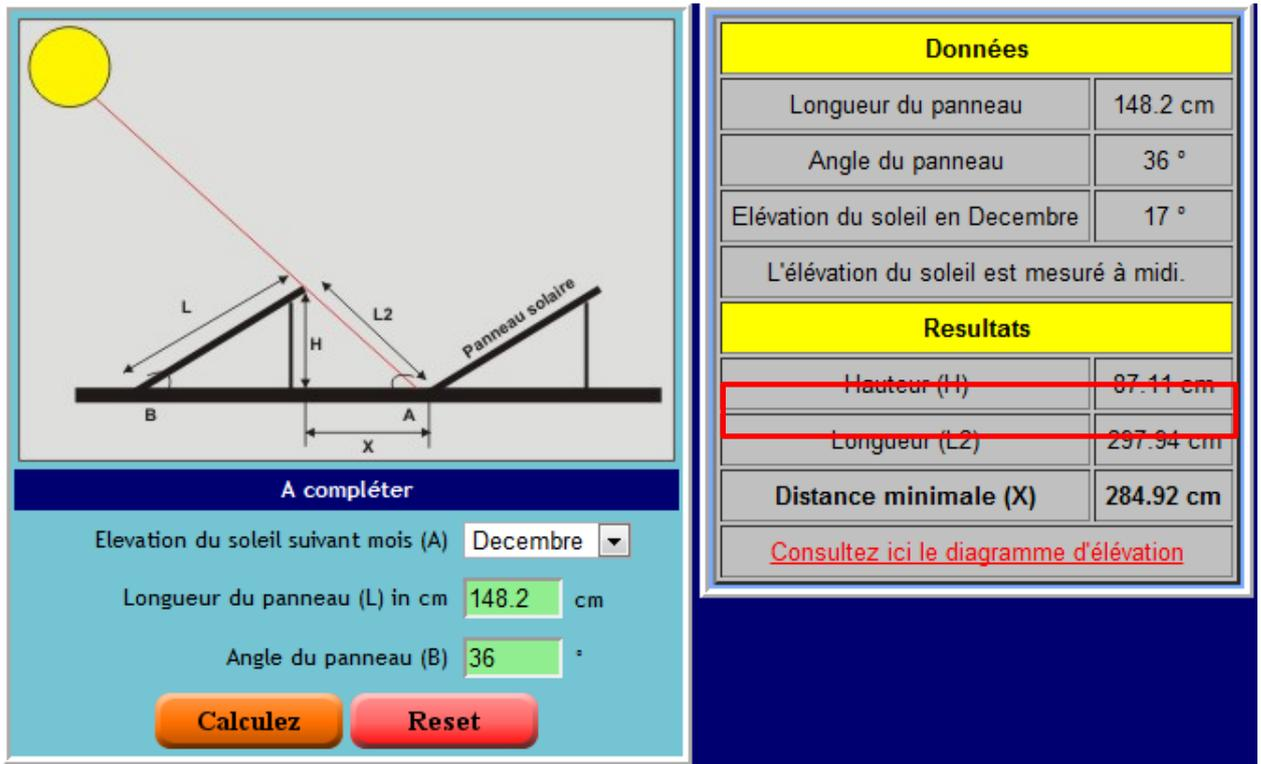 L
L2
H
Panneau solaire
B
A
X
A compléter
Elevation du soleil suivant mois (A) Decembre
Longueur du panneau (L) in cm 148.2 cm
Angle du panneau (B) 36 °
Calculez Reset
Données
Longueur du panneau 148.2 cm
Angle du panneau 36 °
Elévation du soleil en Decembre 17 °
L'élévation du soleil est mesuré à midi.
Resultats
Hauteur (H) 87.11 cm
Longueur (L2) 297.94 cm
Distance minimale (X) 284.92 cm
Consultez ici le diagramme d'élévation